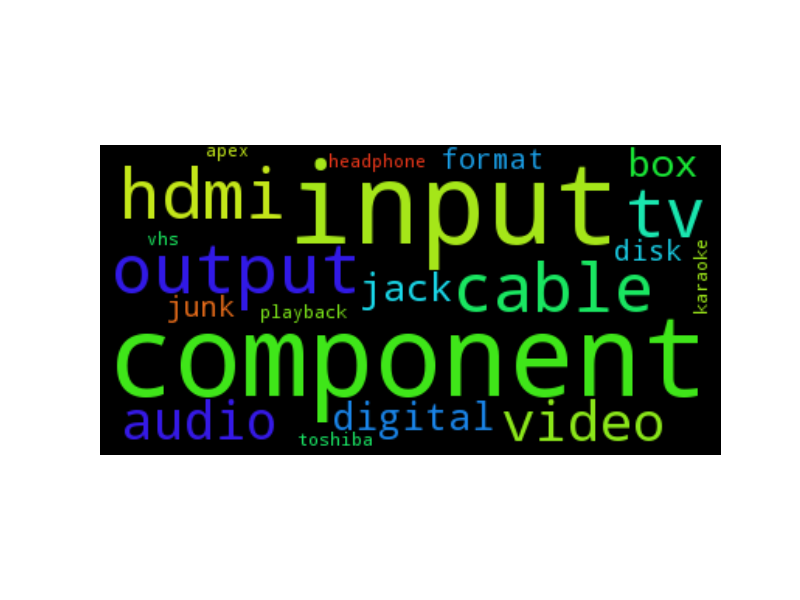 apex
headphone
format
box
hdmi
input
tv
vhs
disk
karaoke
output
jack
cable
junk
playback
component
audio
digital
video
toshiba